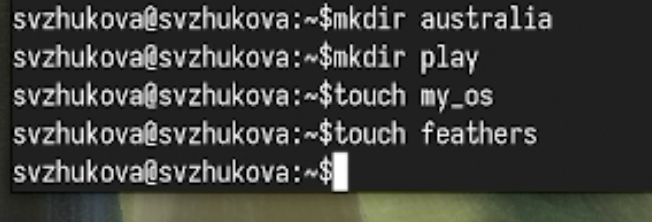 svzhukova@svzhukova:~$mkdir australia
svzhukova@svzhukova:~$mkdir play
svzhukova@svzhukova:~$touch my_os
svzhukova@svzhukova:~$touch feathers
svzhukova@svzhukova:~$